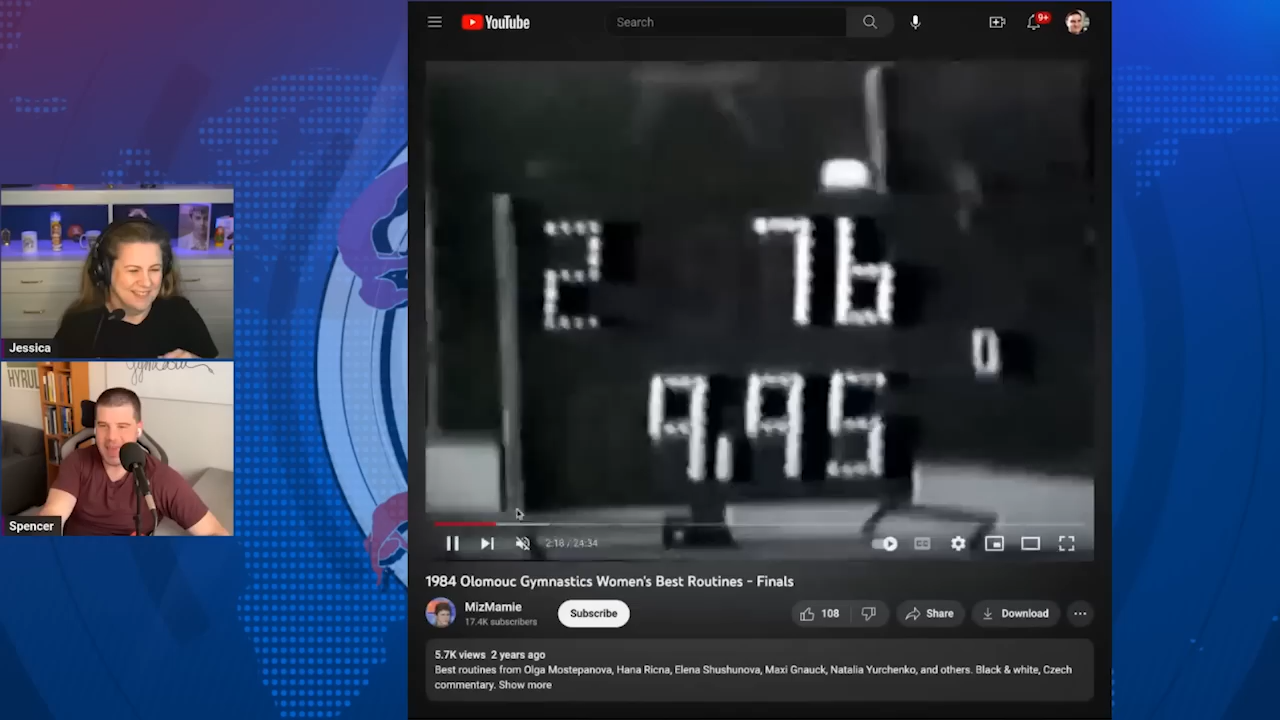 YouTube
Search
9+
2 76
0
9.95
2:18 / 24:34
CC
1984 Olomouc Gymnastics Women's Best Routines - Finals
MizMamie
17.4K subscribers
Subscribe
108
Share
Download
5.7K views 2 years ago
Best routines from Olga Mostepanova, Hana Ricna, Elena Shushunova, Maxi Gnauck, Natalia Yurchenko, and others. Black & white, Czech
commentary. Show more
Jessica
HYRUL
Spencer